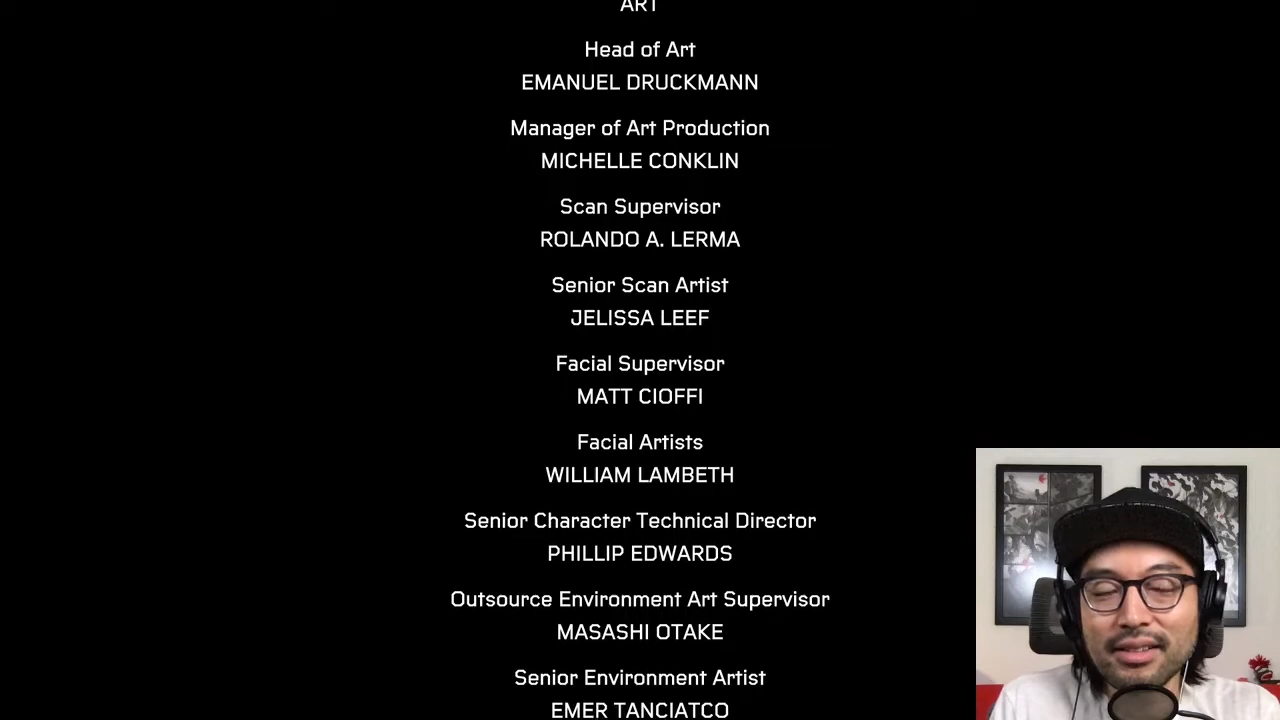 ART
Head of Art
EMANUEL DRUCKMANN
Manager of Art Production
MICHELLE CONKLIN
Scan Supervisor
ROLANDO A. LERMA
Senior Scan Artist
JELISSA LEEF
Facial Supervisor
MATT CIOFFI
Facial Artists
WILLIAM LAMBETH
Senior Character Technical Director
PHILLIP EDWARDS
Outsource Environment Art Supervisor
MASASHI OTAKE
Senior Environment Artist
EMER TANCIATCO